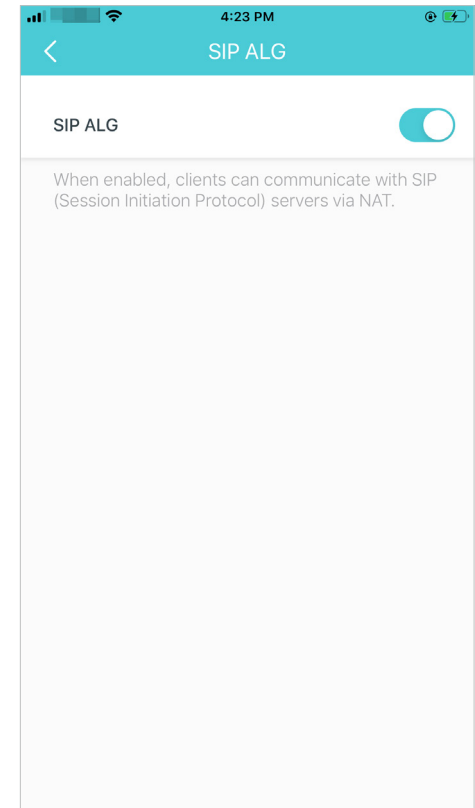 4:23 PM
SIP ALG
SIP ALG
When enabled, clients can communicate with SIP
(Session Initiation Protocol) servers via NAT.